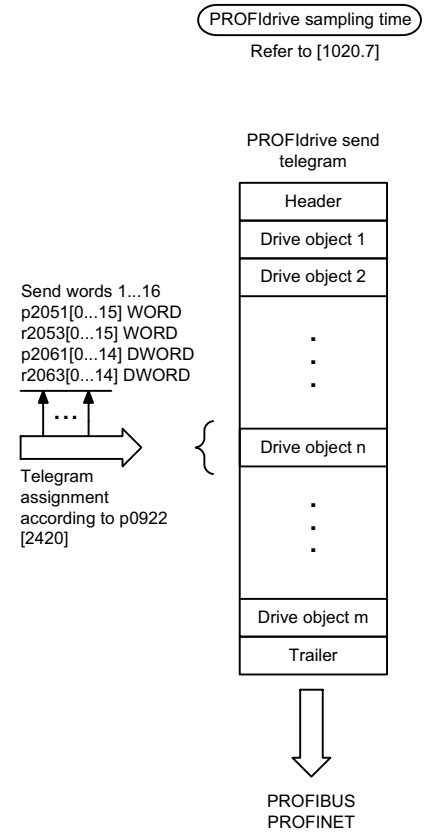 PROFIdrive sampling time
Refer to [1020.7]
PROFIdrive send
telegram
Header
Drive object 1
Drive object 2
Send words 1...16
p2051[0...15] WORD
r2053[0...15] WORD
p2061[0...14] DWORD
r2063[0...14] DWORD
...
Drive object n
Telegram
assignment
according to p0922
[2420]
Drive object m
Trailer
PROFIBUS
PROFINET